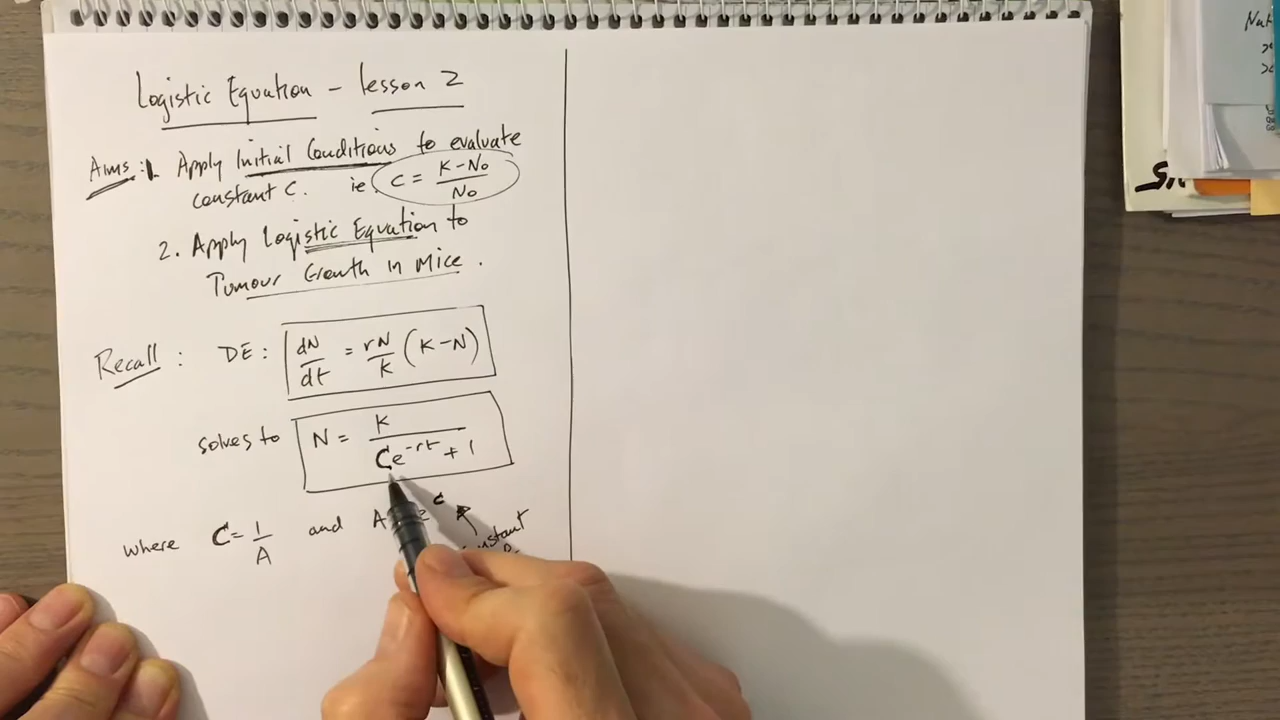 Logistic Equation - lesson 2
Aims: 1. Apply Initial Conditions to evaluate
constant C. ie C = (K-N₀)/N₀
2. Apply Logistic Equation to
Tumour Growth in Mice.
Recall: DE: dN/dt = rN/K (K-N)
solves to N = K/(Ce^(-rt) + 1)
where C = 1/A and A